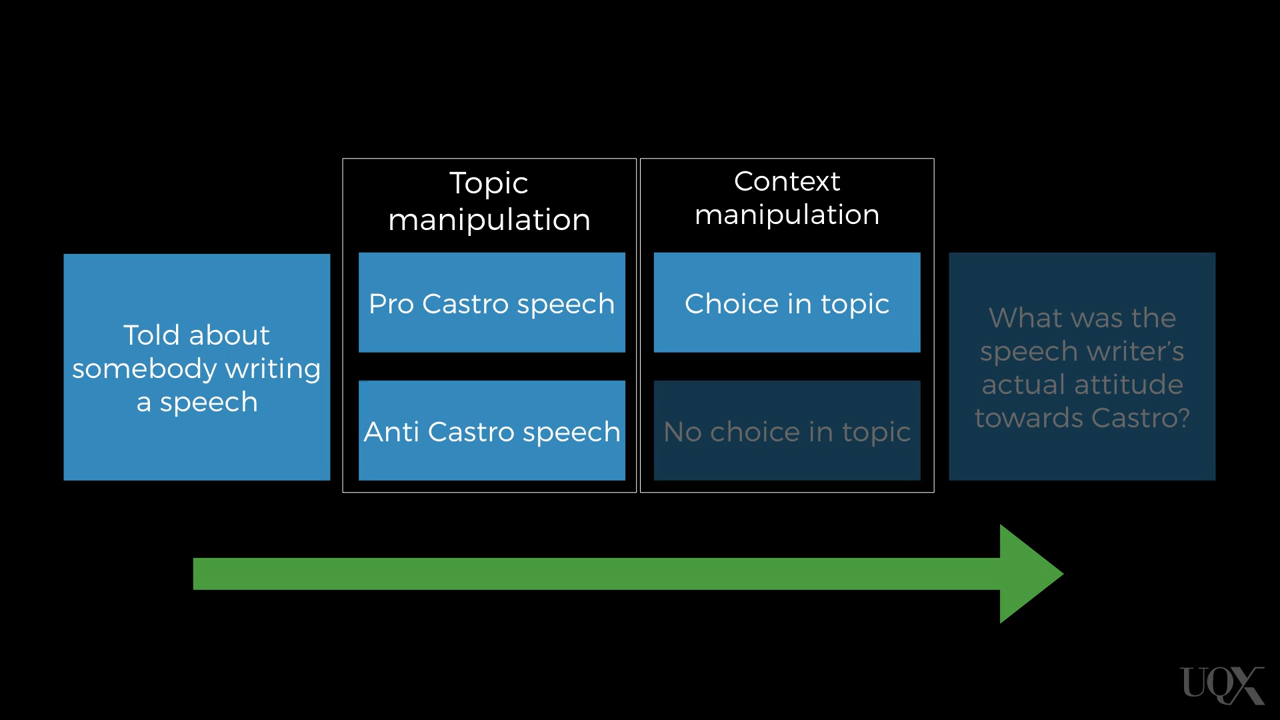 Topic
manipulation
Context
manipulation
Told about
somebody writing
a speech
Pro Castro speech
Anti Castro speech
Choice in topic
No choice in topic
What was the
speech writer's
actual attitude
towards Castro?
UQX